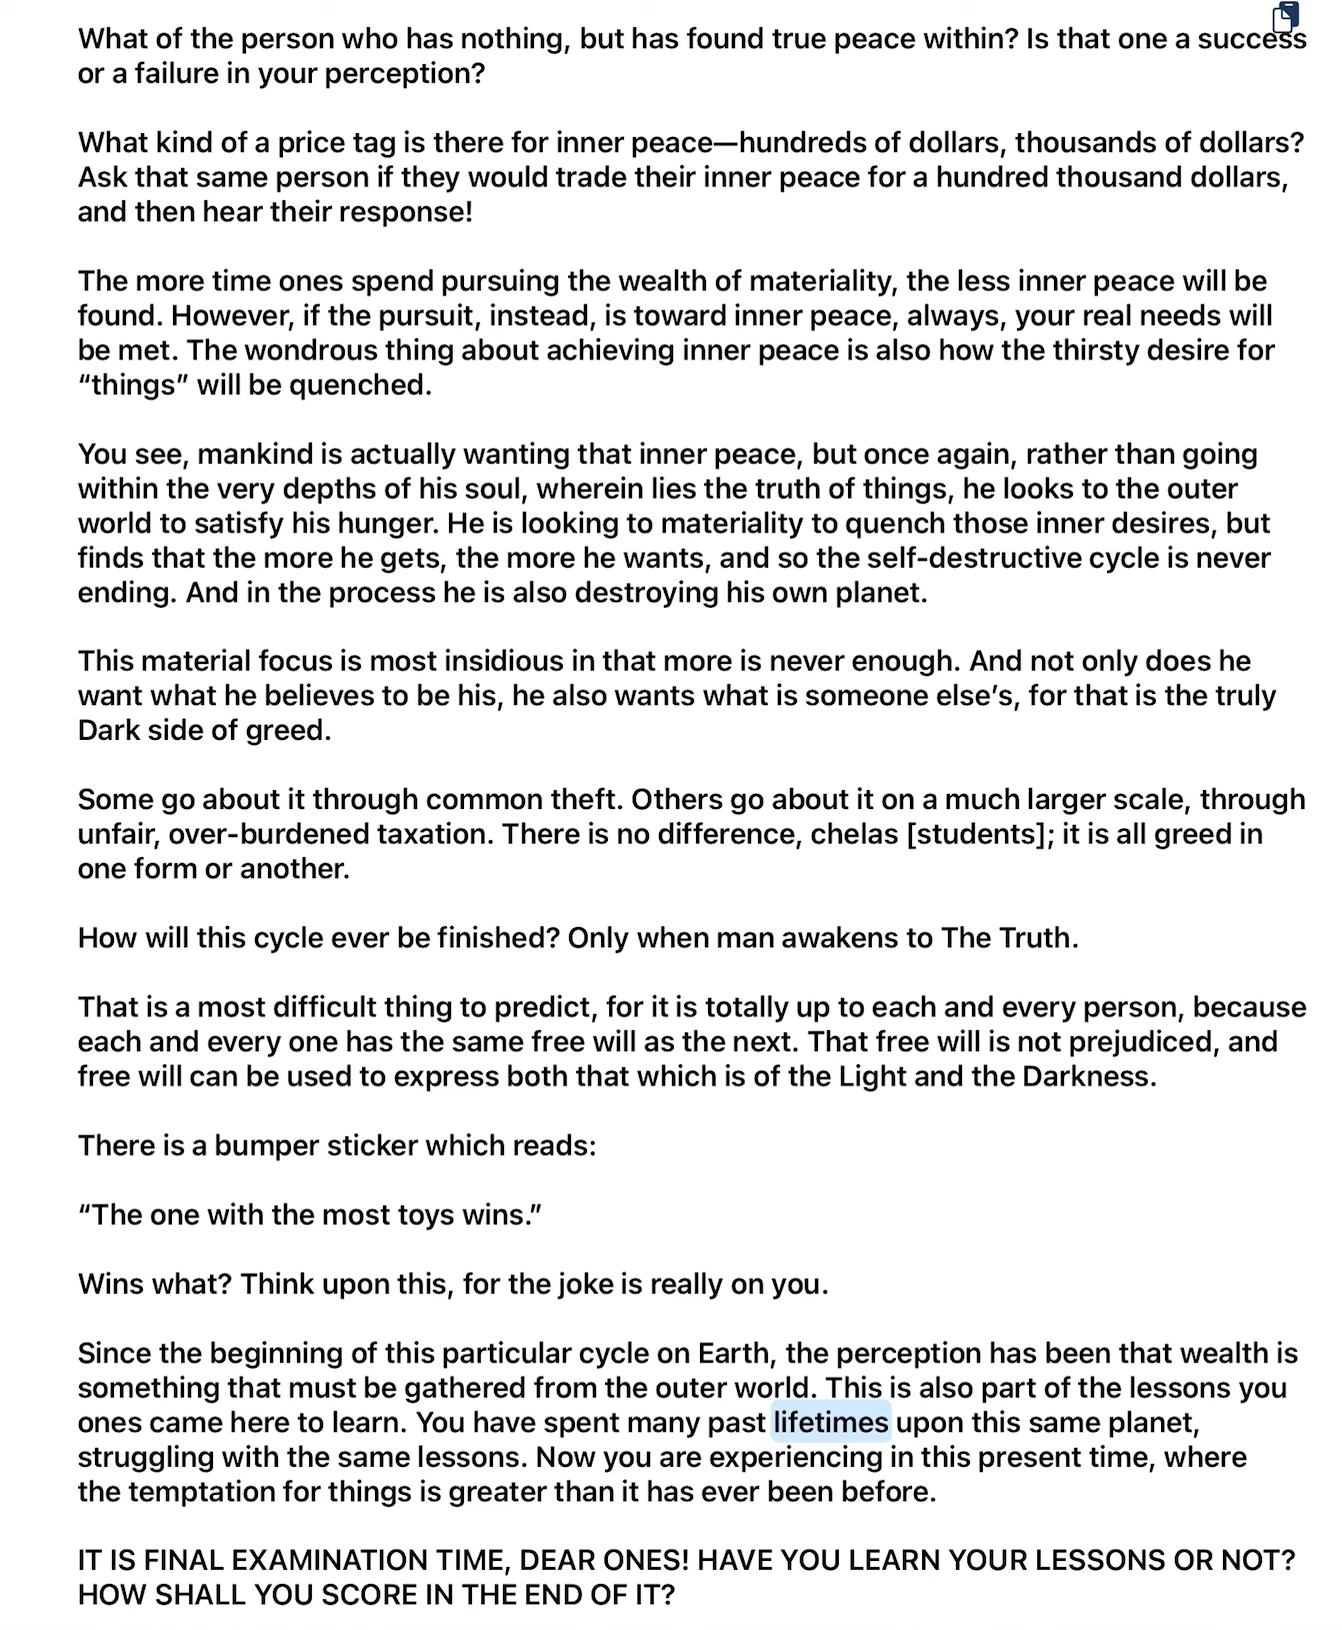 What of the person who has nothing, but has found true peace within? Is that one a success
or a failure in your perception?
What kind of a price tag is there for inner peace—hundreds of dollars, thousands of dollars?
Ask that same person if they would trade their inner peace for a hundred thousand dollars,
and then hear their response!
The more time ones spend pursuing the wealth of materiality, the less inner peace will be
found. However, if the pursuit, instead, is toward inner peace, always, your real needs will
be met. The wondrous thing about achieving inner peace is also how the thirsty desire for
“things” will be quenched.
You see, mankind is actually wanting that inner peace, but once again, rather than going
within the very depths of his soul, wherein lies the truth of things, he looks to the outer
world to satisfy his hunger. He is looking to materiality to quench those inner desires, but
finds that the more he gets, the more he wants, and so the self-destructive cycle is never
ending. And in the process he is also destroying his own planet.
This material focus is most insidious in that more is never enough. And not only does he
want what he believes to be his, he also wants what is someone else’s, for that is the truly
Dark side of greed.
Some go about it through common theft. Others go about it on a much larger scale, through
unfair, over-burdened taxation. There is no difference, chelas [students]; it is all greed in
one form or another.
How will this cycle ever be finished? Only when man awakens to The Truth.
That is a most difficult thing to predict, for it is totally up to each and every person, because
each and every one has the same free will as the next. That free will is not prejudiced, and
free will can be used to express both that which is of the Light and the Darkness.
There is a bumper sticker which reads:
“The one with the most toys wins.”
Wins what? Think upon this, for the joke is really on you.
Since the beginning of this particular cycle on Earth, the perception has been that wealth is
something that must be gathered from the outer world. This is also part of the lessons you
ones came here to learn. You have spent many past lifetimes upon this same planet,
struggling with the same lessons. Now you are experiencing in this present time, where
the temptation for things is greater than it has ever been before.
IT IS FINAL EXAMINATION TIME, DEAR ONES! HAVE YOU LEARN YOUR LESSONS OR NOT?
HOW SHALL YOU SCORE IN THE END OF IT?